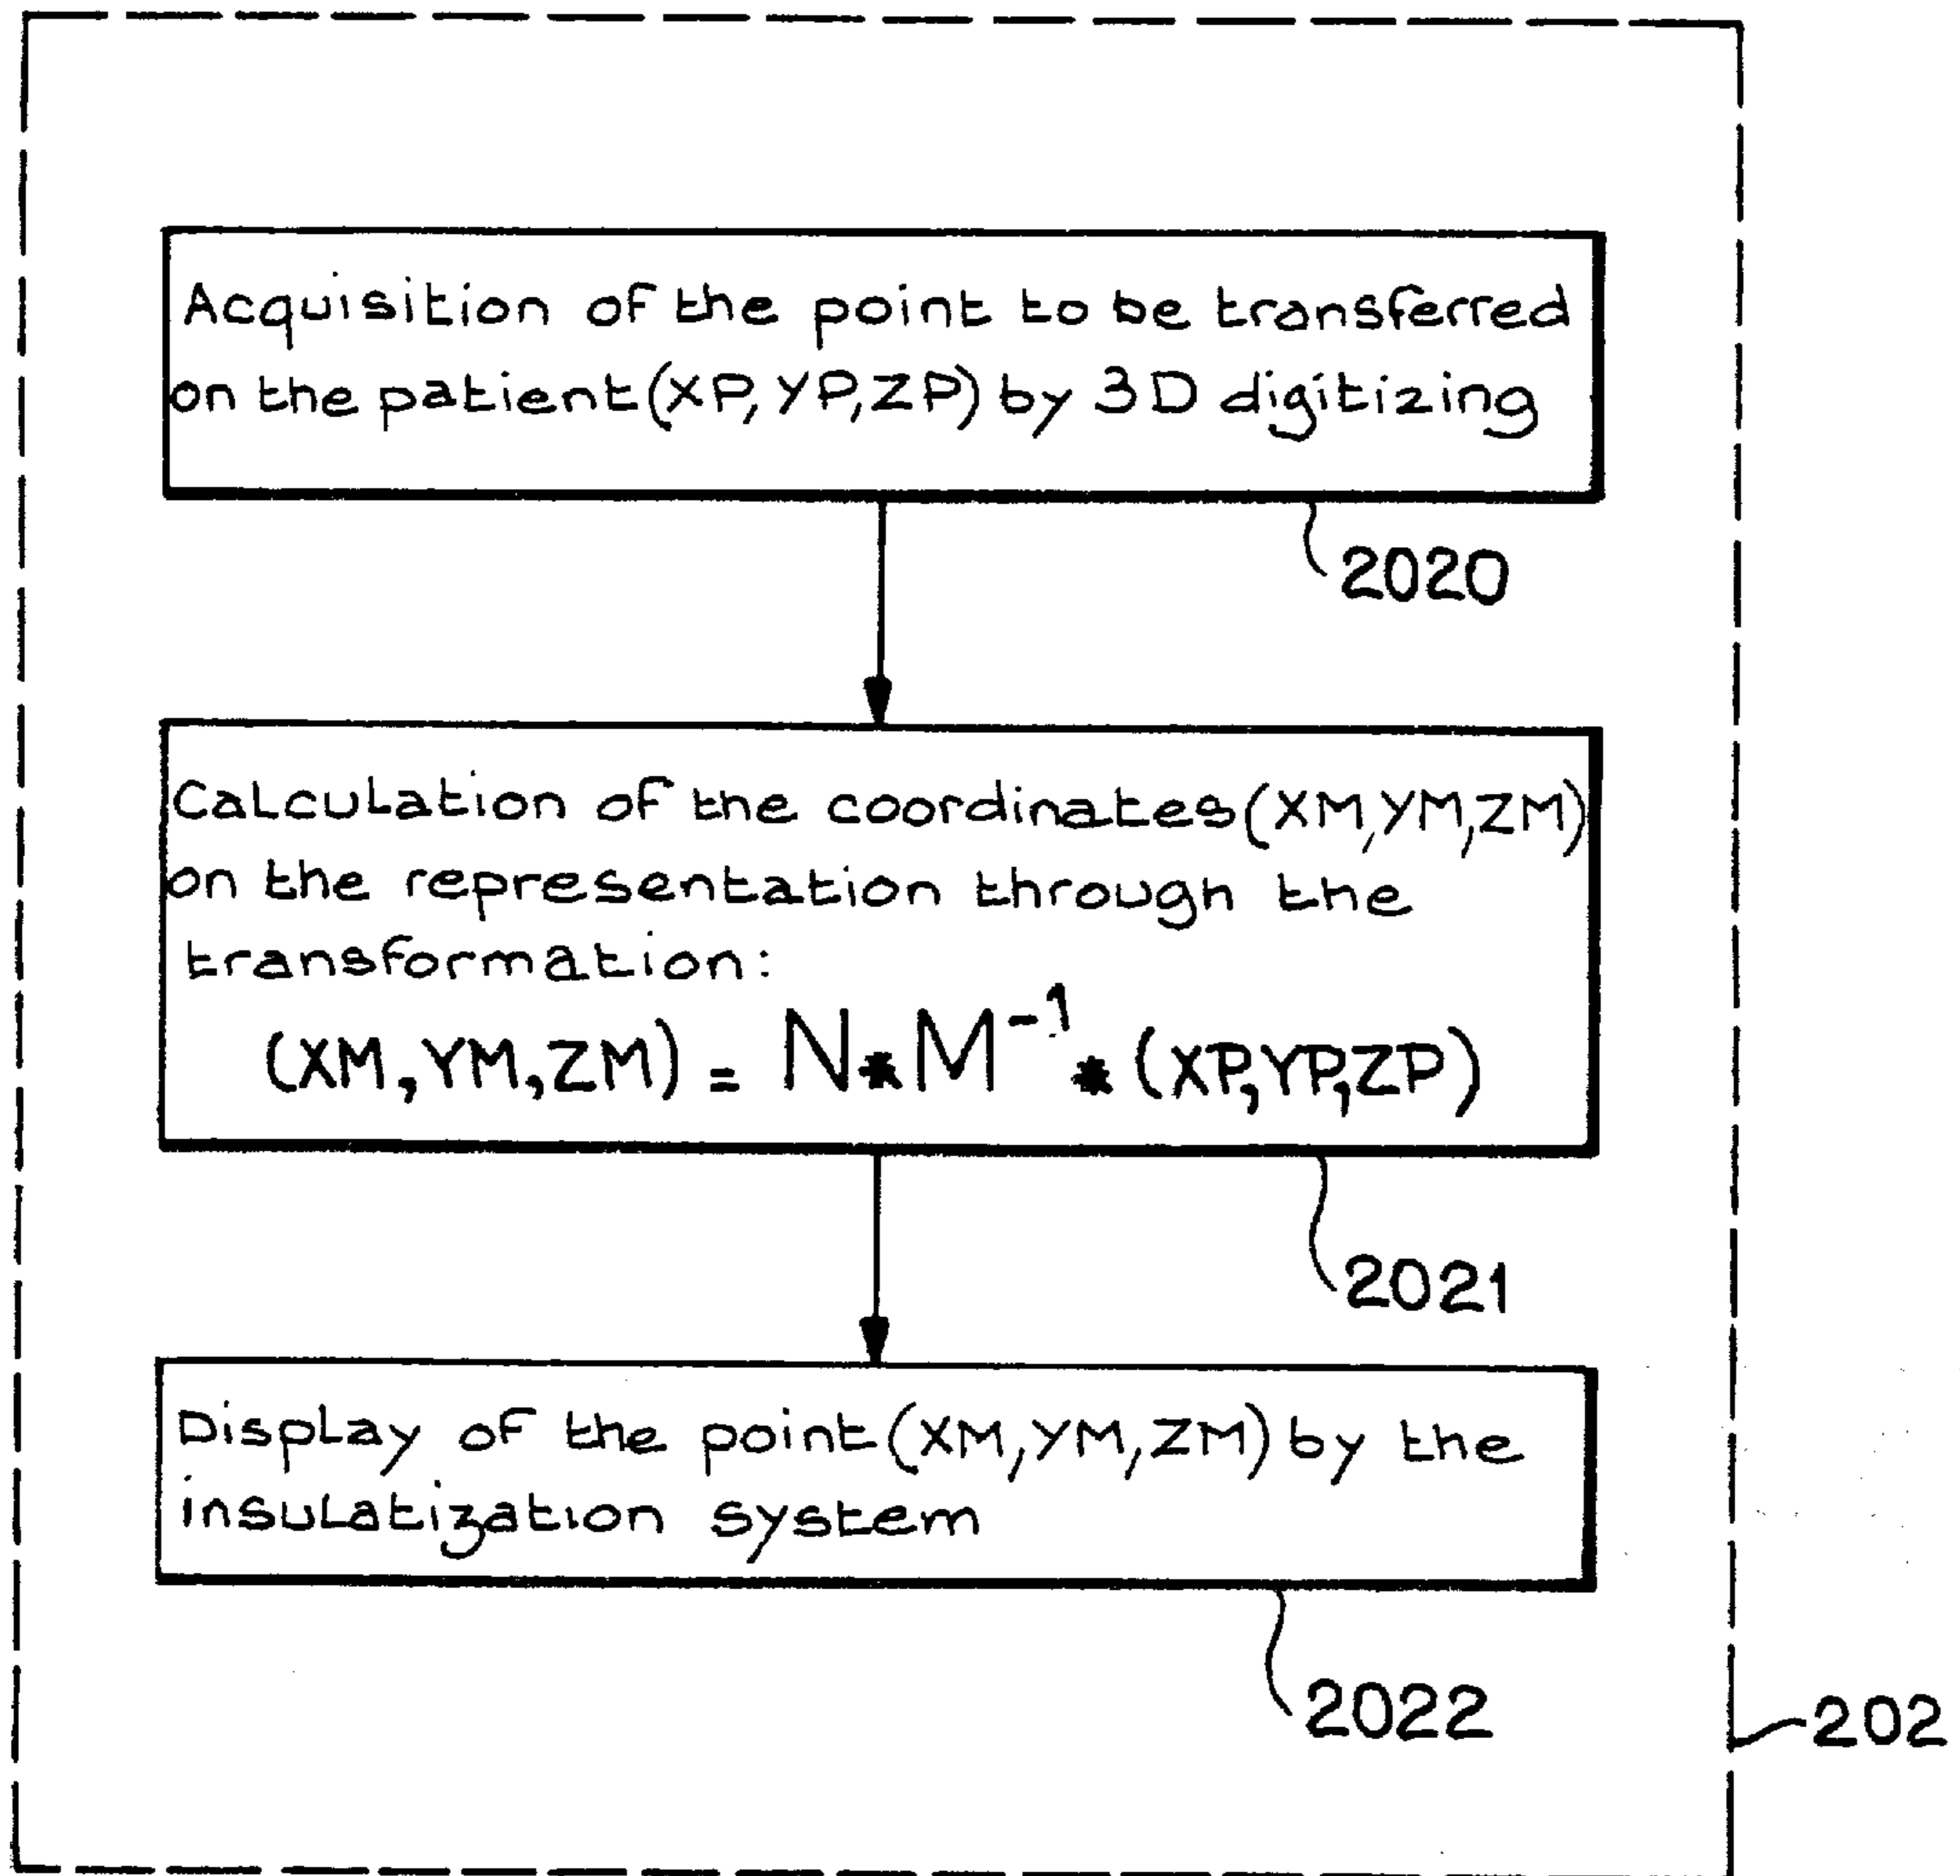 Acquisition of the point to be transferred
on the patient (XP, YP, ZP) by 3D digitizing
2020
Calculation of the coordinates (XM, YM, ZM)
on the representation through the
transformation:
(XM, YM, ZM) = N * M⁻¹ * (XP, YP, ZP)
2021
Display of the point (XM, YM, ZM) by the
insulatization system
2022
202